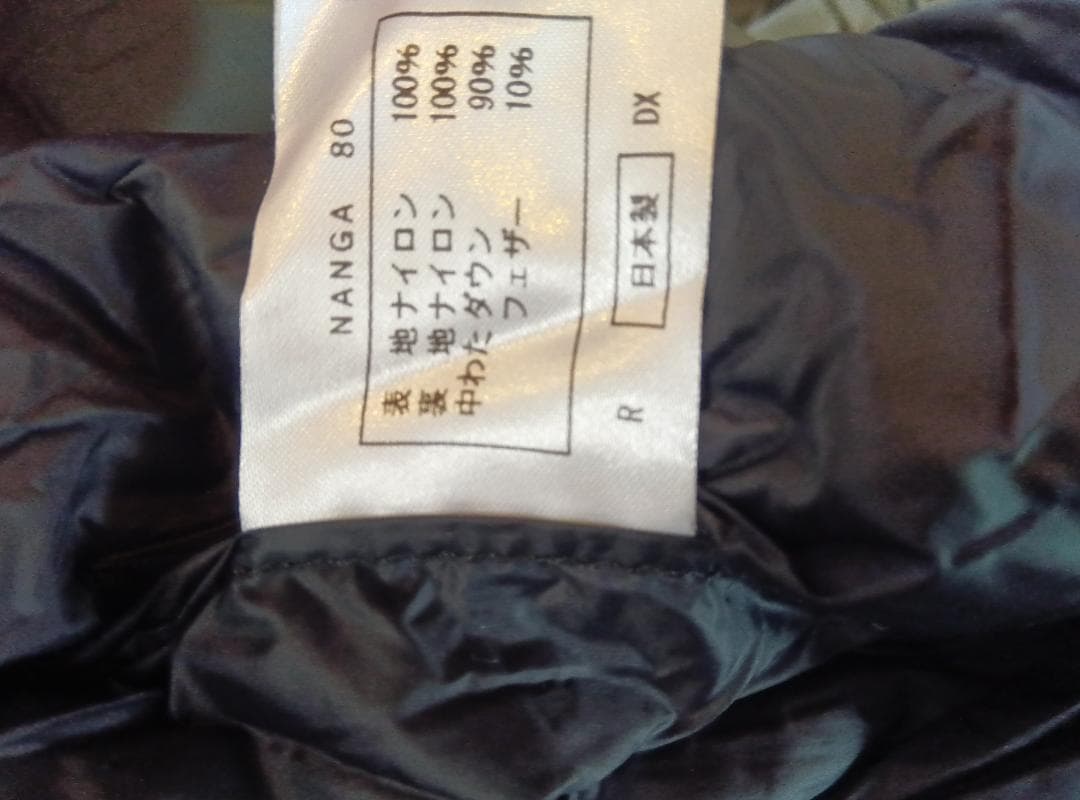 NANGA 80
表 地 ナイロン 100%
裏 地 ナイロン 100%
中わた ダウン 90%
フェザー 10%
R 日本製 DX